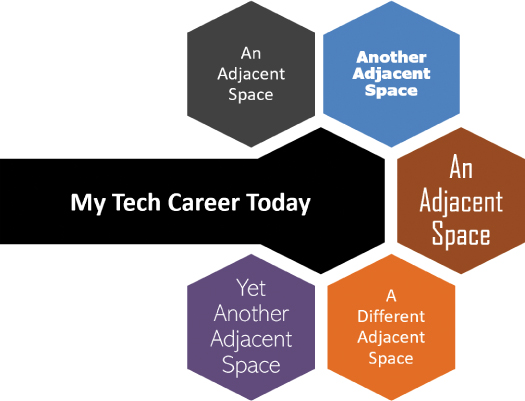 An
Adjacent
Space
Another
Adjacent
Space
My Tech Career Today
An
Adjacent
Space
Yet
Another
Adjacent
Space
A
Different
Adjacent
Space